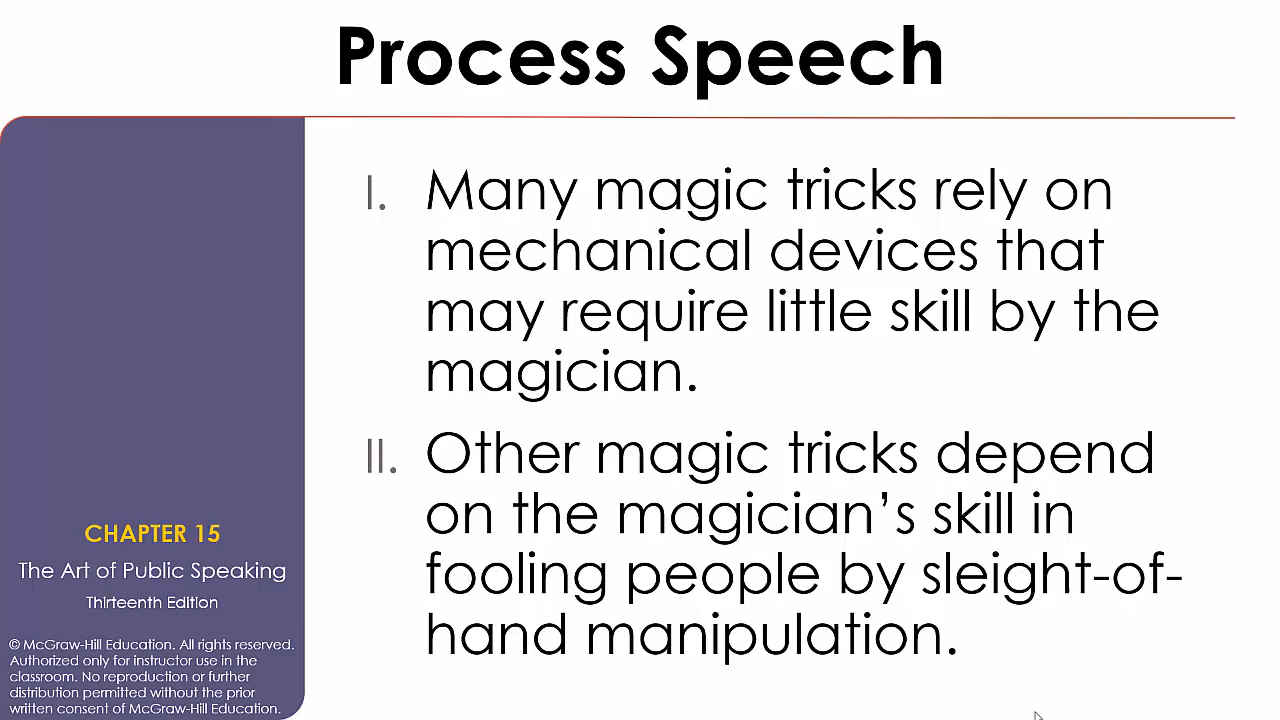 Process Speech
I. Many magic tricks rely on
mechanical devices that
may require little skill by the
magician.
II. Other magic tricks depend
on the magician’s skill in
fooling people by sleight-of-
hand manipulation.
CHAPTER 15
The Art of Public Speaking
Thirteenth Edition
© McGraw-Hill Education. All rights reserved.
Authorized only for instructor use in the
classroom. No reproduction or further
distribution permitted without the prior
written consent of McGraw-Hill Education.